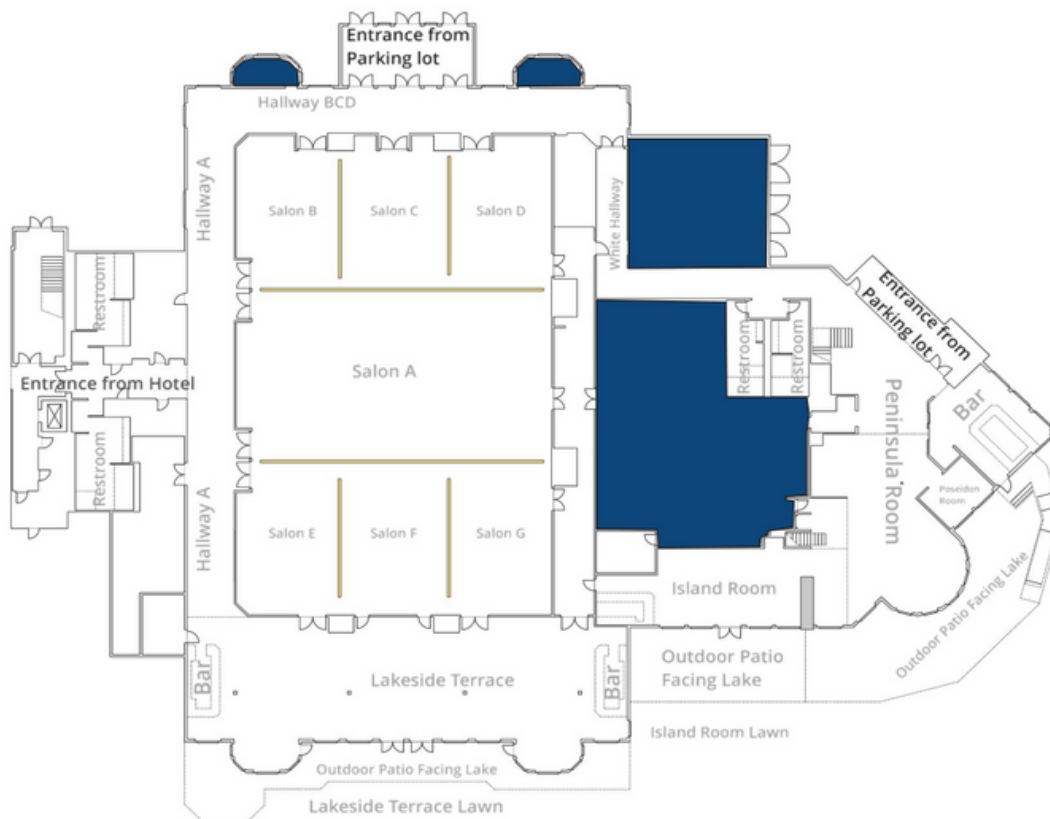 Entrance from
Parking lot
Hallway BCD
Hallway A
Salon B
Salon C
Salon D
White Hallway
Restroom
Entrance from
Parking lot
Salon A
Restroom
Restroom
Entrance from Hotel
Bar
Peninsula Room
Restroom
Poseidon
Room
Hallway A
Salon E
Salon F
Salon G
Island Room
Outdoor Patio Facing Lake
Outdoor Patio
Facing Lake
Bar
Lakeside Terrace
Bar
Island Room Lawn
Outdoor Patio Facing Lake
Lakeside Terrace Lawn